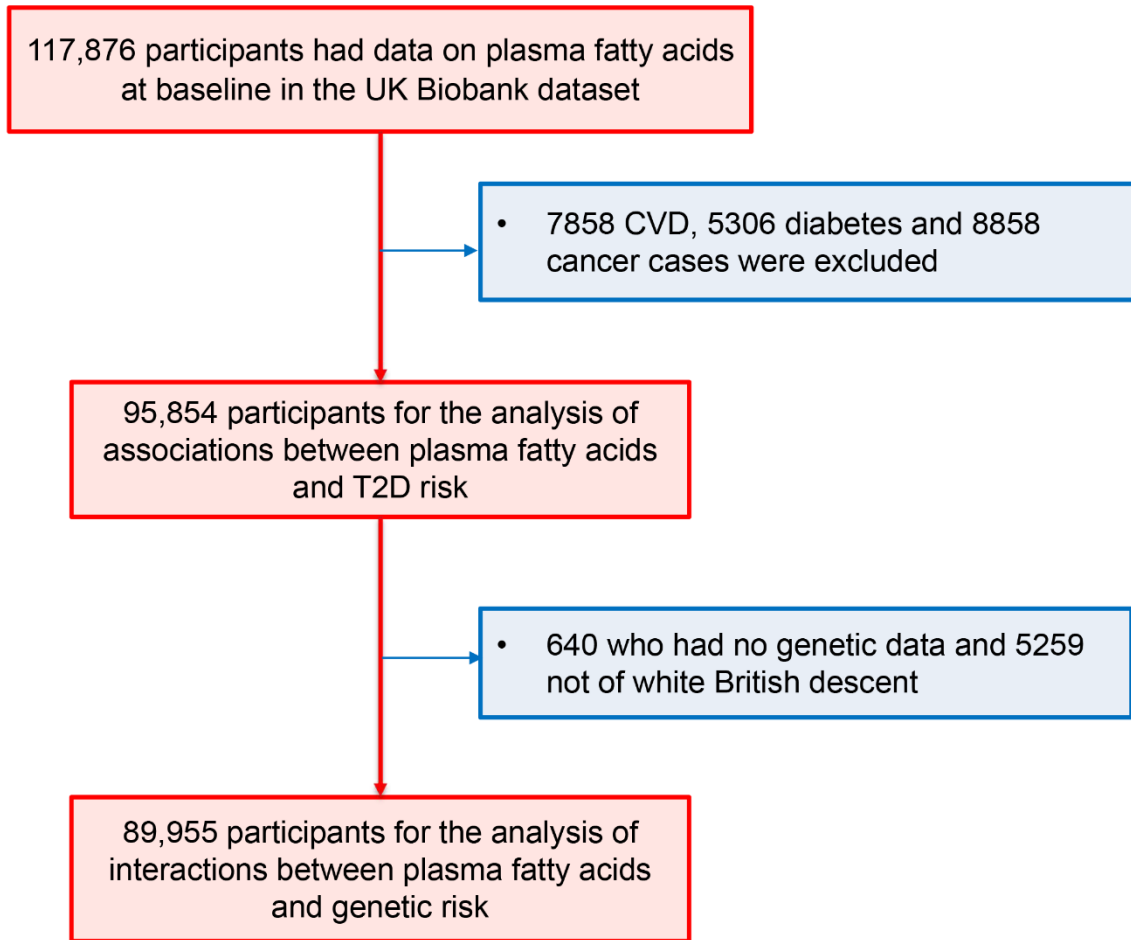 117,876 participants had data on plasma fatty acids
at baseline in the UK Biobank dataset
• 7858 CVD, 5306 diabetes and 8858
cancer cases were excluded
95,854 participants for the analysis of
associations between plasma fatty acids
and T2D risk
• 640 who had no genetic data and 5259
not of white British descent
89,955 participants for the analysis of
interactions between plasma fatty acids
and genetic risk